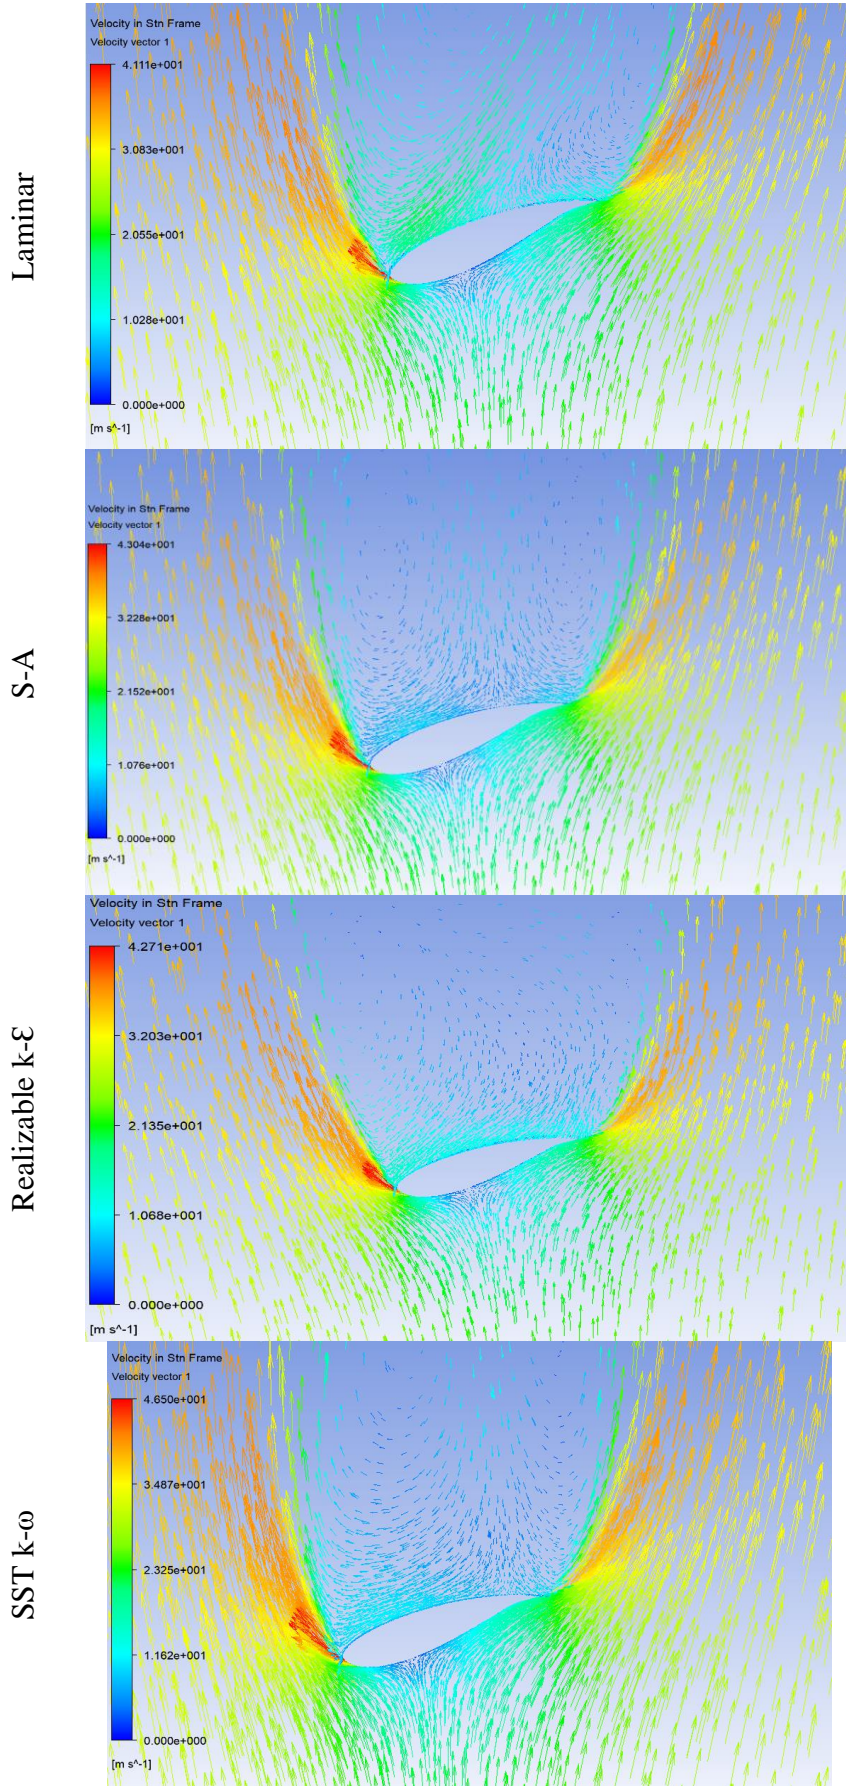 Laminar
Velocity in Stn Frame
Velocity vector 1
4.111e+001
3.083e+001
2.055e+001
1.028e+001
0.000e+000
[m s^-1]
S-A
Velocity in Stn Frame
Velocity vector 1
4.304e+001
3.228e+001
2.152e+001
1.076e+001
0.000e+000
[m s^-1]
Realizable k-Ɛ
Velocity in Stn Frame
Velocity vector 1
4.271e+001
3.203e+001
2.135e+001
1.068e+001
0.000e+000
[m s^-1]
SST k-ω
Velocity in Stn Frame
Velocity vector 1
4.650e+001
3.487e+001
2.325e+001
1.162e+001
0.000e+000
[m s^-1]